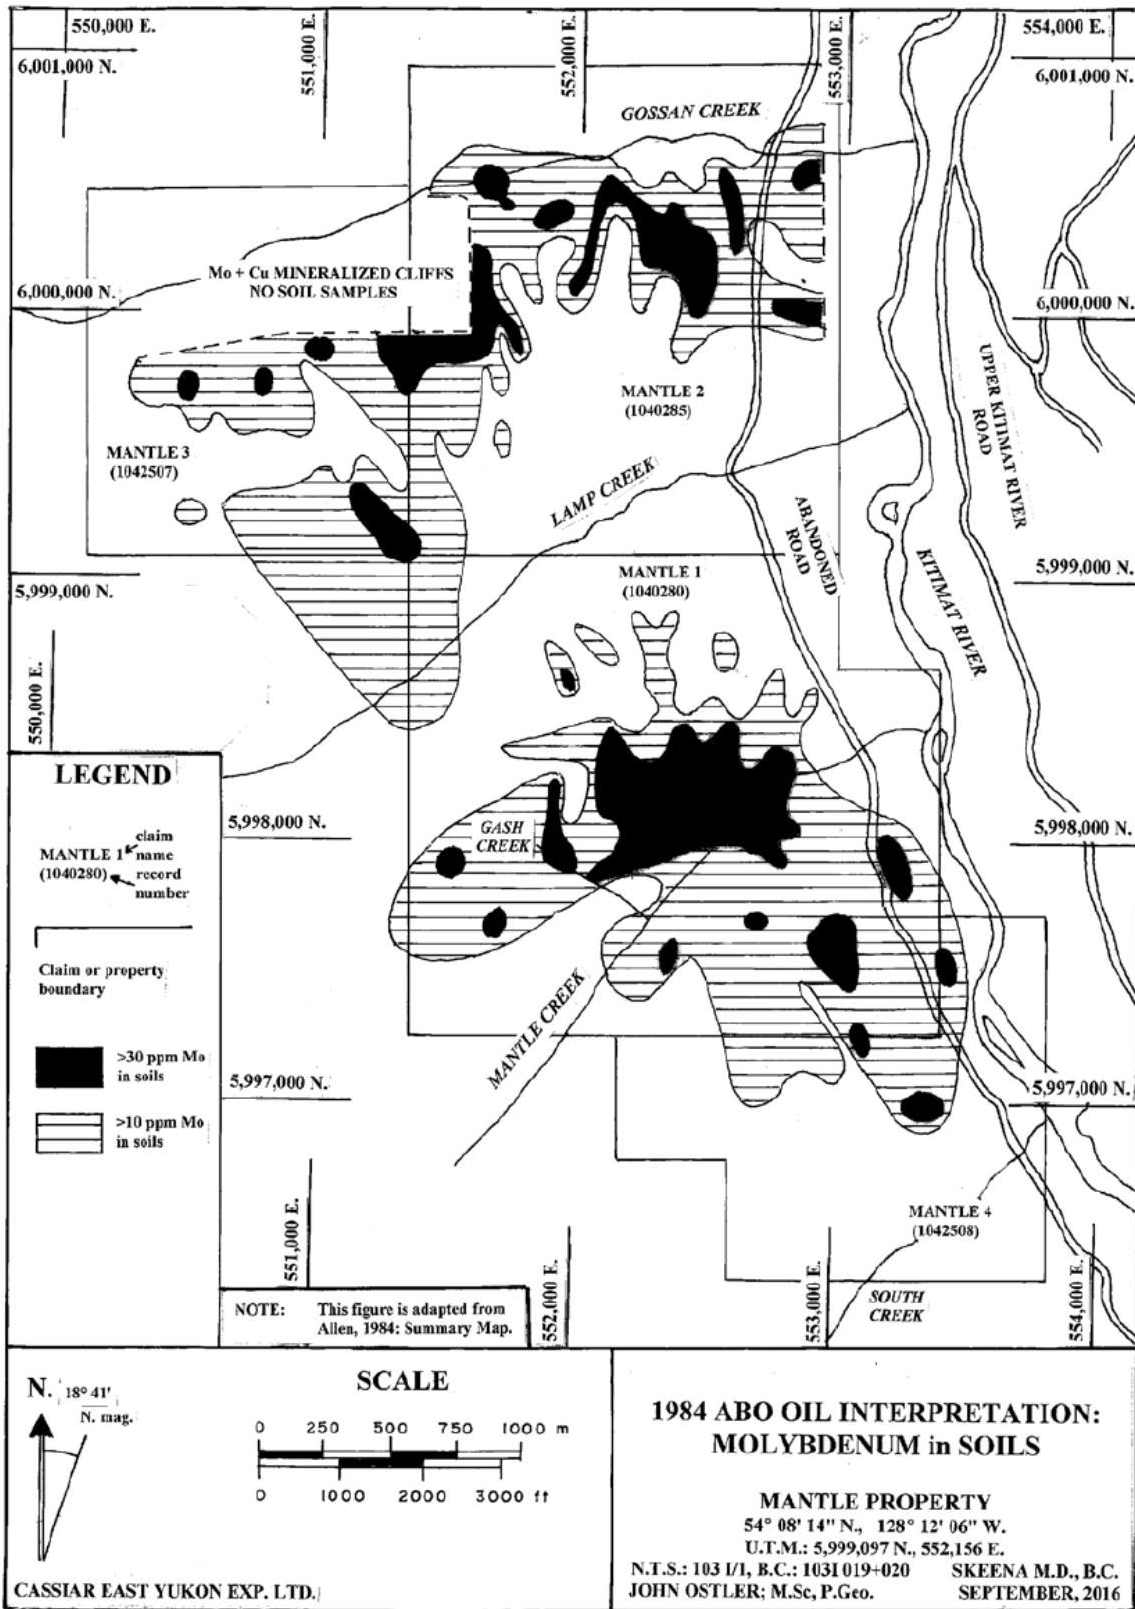 550,000 E.
554,000 E.
6,001,000 N.
551,000 E.
552,000 E.
553,000 E.
6,001,000 N.
GOSSAN CREEK
Mo + Cu MINERALIZED CLIFFS
NO SOIL SAMPLES
6,000,000 N.
6,000,000 N.
MANTLE 2
(1040285)
UPPER KITIMAT RIVER
ROAD
MANTLE 3
(1042507)
LAMP CREEK
ABANDONED
ROAD
KITIMAT RIVER
MANTLE 1
(1040280)
5,999,000 N.
5,999,000 N.
550,000 E.
LEGEND
MANTLE 1
(1040280)
claim
name
record
number
Claim or property
boundary
>30 ppm Mo
in soils
>10 ppm Mo
in soils
5,998,000 N.
GASH
CREEK
5,998,000 N.
MANTLE CREEK
5,997,000 N.
5,997,000 N.
MANTLE 4
(1042508)
SOUTH
CREEK
551,000 E.
552,000 E.
553,000 E.
554,000 E.
NOTE: This figure is adapted from
Allen, 1984: Summary Map.
N. 18° 41'
N. mag.
SCALE
0 250 500 750 1000 m
0 1000 2000 3000 ft
CASSIAR EAST YUKON EXP. LTD.
1984 ABO OIL INTERPRETATION:
MOLYBDENUM in SOILS
MANTLE PROPERTY
54° 08' 14" N., 128° 12' 06" W.
U.T.M.: 5,999,097 N., 552,156 E.
N.T.S.: 103 I/1, B.C.: 103I 019+020 SKEENA M.D., B.C.
JOHN OSTLER; M.Sc, P.Geo. SEPTEMBER, 2016